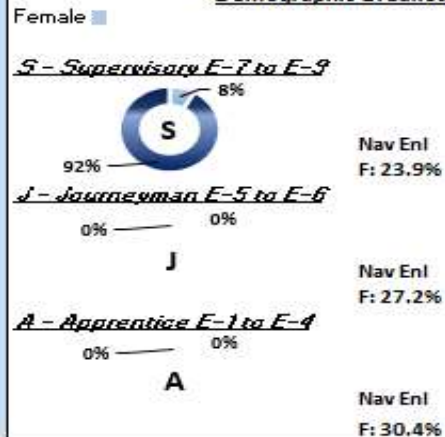 Female
S - Supervisory E-7 to E-9
8%
S
92%
Nav Enl
F: 23.9%
J - Journeyman E-5 to E-6
0%
0%
J
Nav Enl
F: 27.2%
A - Apprentice E-1 to E-4
0%
0%
A
Nav Enl
F: 30.4%